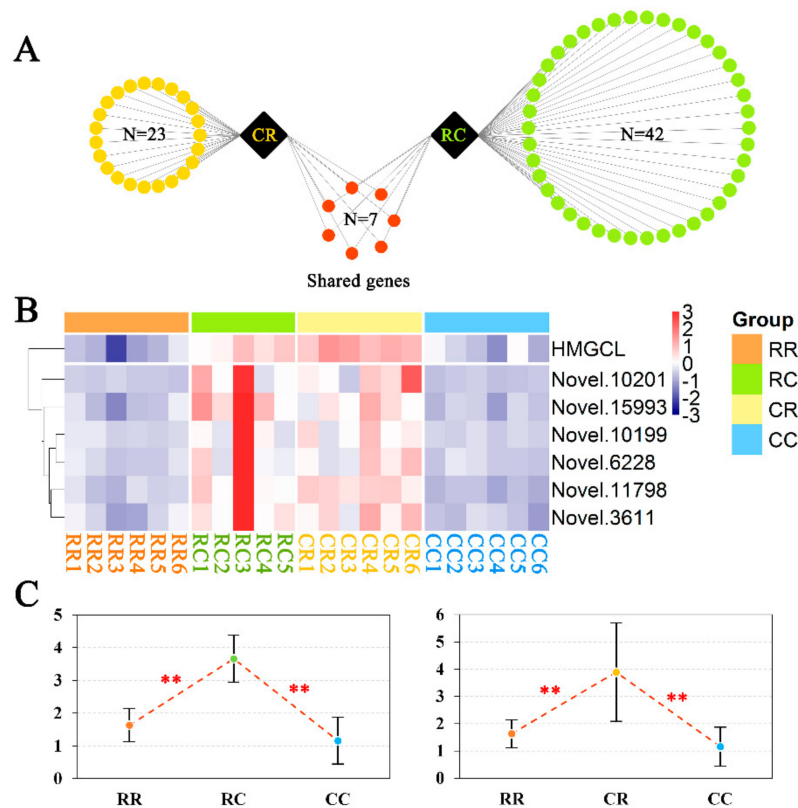 A
N=23
CR
RC
N=42
N=7
Shared genes
B
HMGCL
Novel.10201
Novel.15993
Novel.10199
Novel.6228
Novel.11798
Novel.3611
3
2
1
0
-1
-2
-3
Group
RR
RC
CR
CC
RR1 RR2 RR3 RR4 RR5 RR6 RC1 RC2 RC3 RC4 RC5 CR1 CR2 CR3 CR4 CR5 CR6 CC1 CC2 CC3 CC4 CC5 CC6
C
5
4
3
2
1
0
** **
RR RC CC
6
5
4
3
2
1
0
** **
RR CR CC